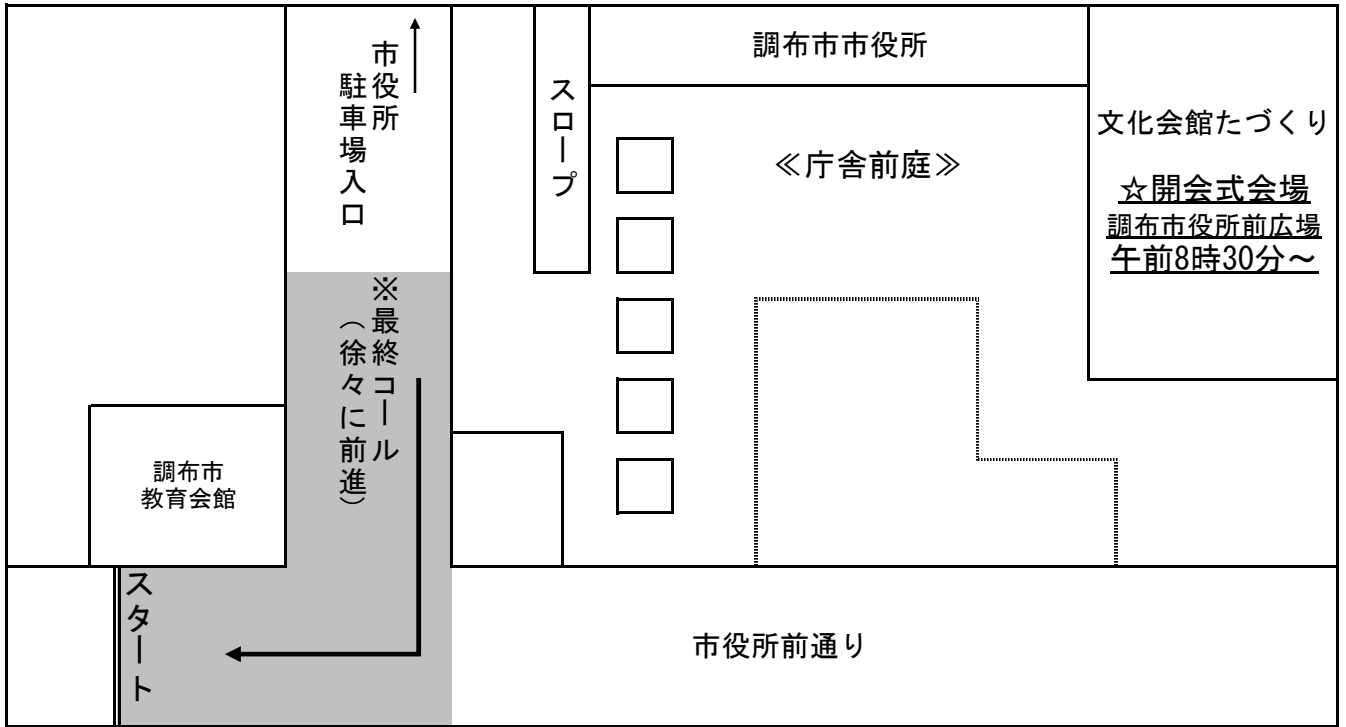 調布市市役所
市役所
駐車場入口
スロープ
≪庁舎前庭≫
文化会館たづくり
☆開会式会場
調布市役所前広場
午前8時30分～
※最終コール
（徐々に前進）
調布市
教育会館
スタート
市役所前通り